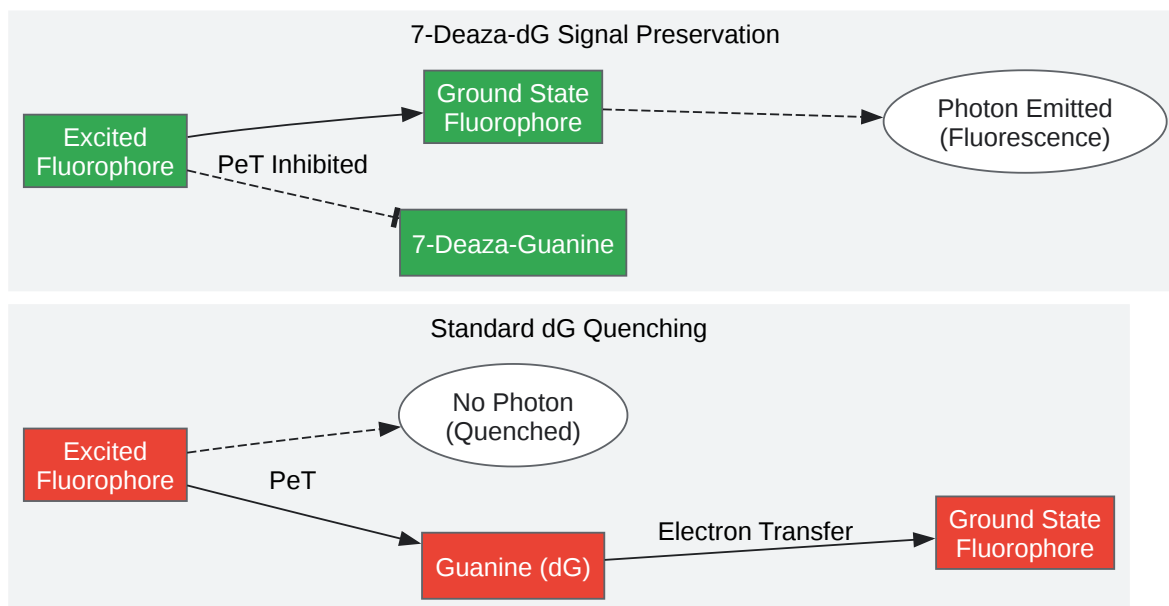 7-Deaza-dG Signal Preservation
Excited
Fluorophore
PeT Inhibited
Ground State
Fluorophore
7-Deaza-Guanine
Photon Emitted
(Fluorescence)
Standard dG Quenching
Excited
Fluorophore
No Photon
(Quenched)
PeT
Guanine (dG)
Electron Transfer
Ground State
Fluorophore